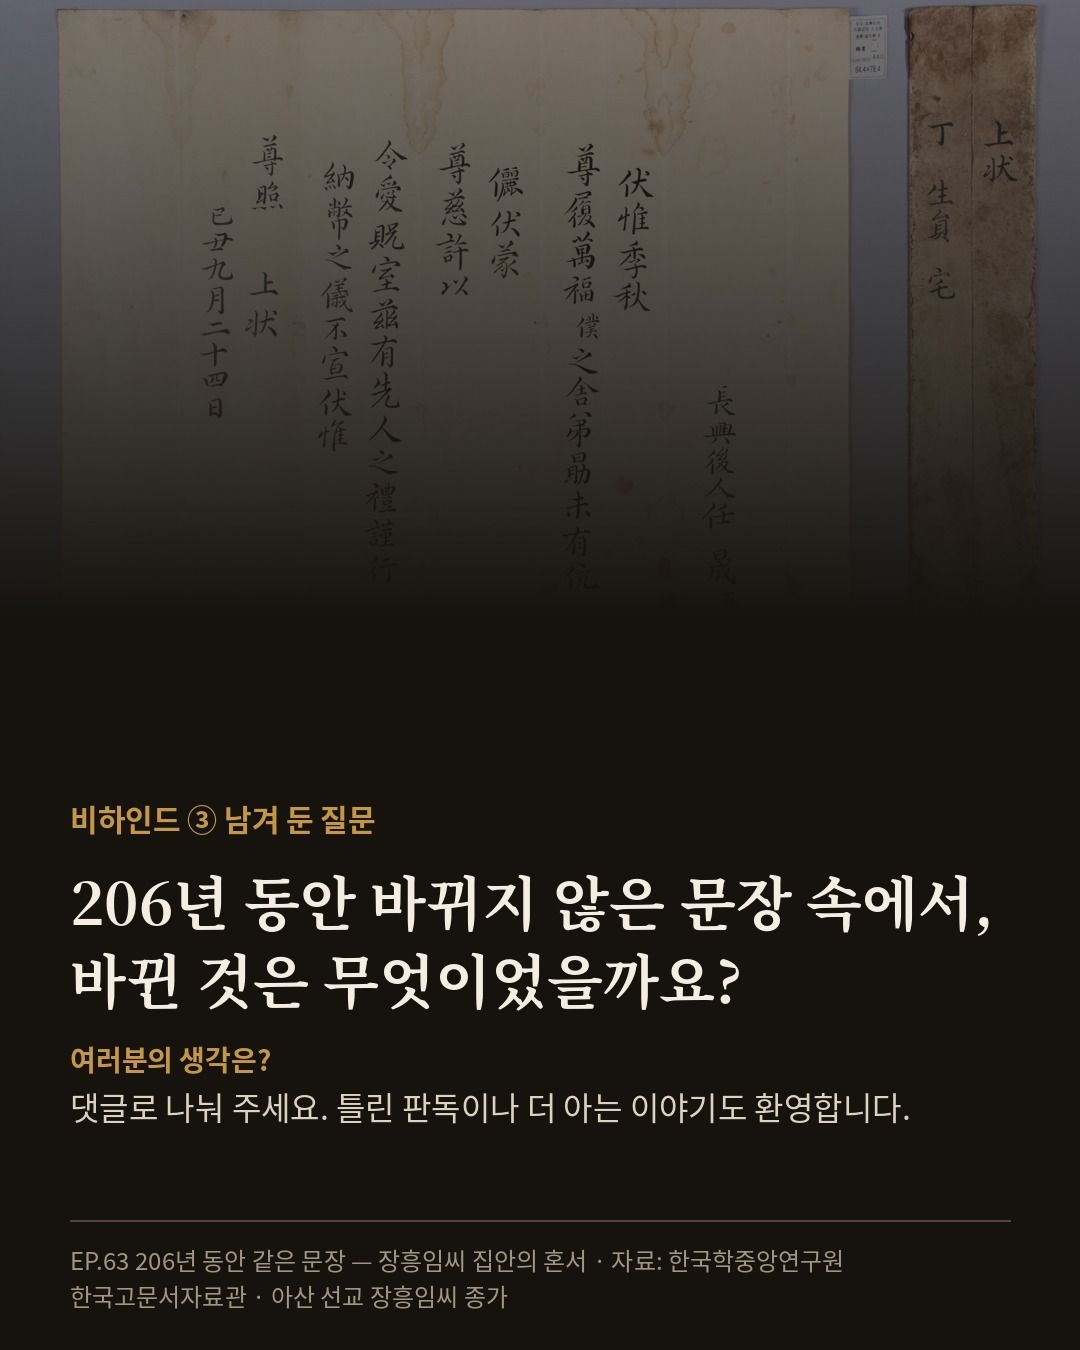 上狀
丁 生員 宅
長興後人任 晟
伏惟季秋
尊履萬福 僕之舍弟勗未有伉
儷伏蒙
尊慈許以
令愛貺室茲有先人之禮謹行
納幣之儀不宣伏惟
尊照 上狀
己丑九月二十四日
비하인드 ③ 남겨 둔 질문
206년 동안 바뀌지 않은 문장 속에서,
바뀐 것은 무엇이었을까요?
여러분의 생각은?
댓글로 나눠 주세요. 틀린 판독이나 더 아는 이야기도 환영합니다.
EP.63 206년 동안 같은 문장 — 장흥임씨 집안의 혼서 · 자료: 한국학중앙연구원
한국고문서자료관 · 아산 선교 장흥임씨 종가